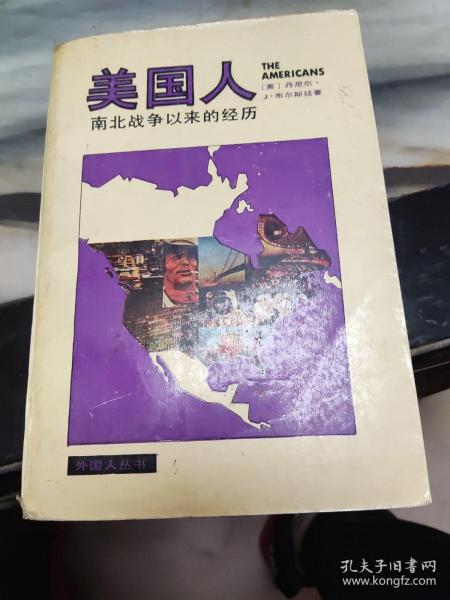 美国人
THE
AMERICANS
〔美〕丹尼尔·
J·布尔斯廷著
南北战争以来的经历
外国人丛书
孔夫子旧书网
www.kongfz.com